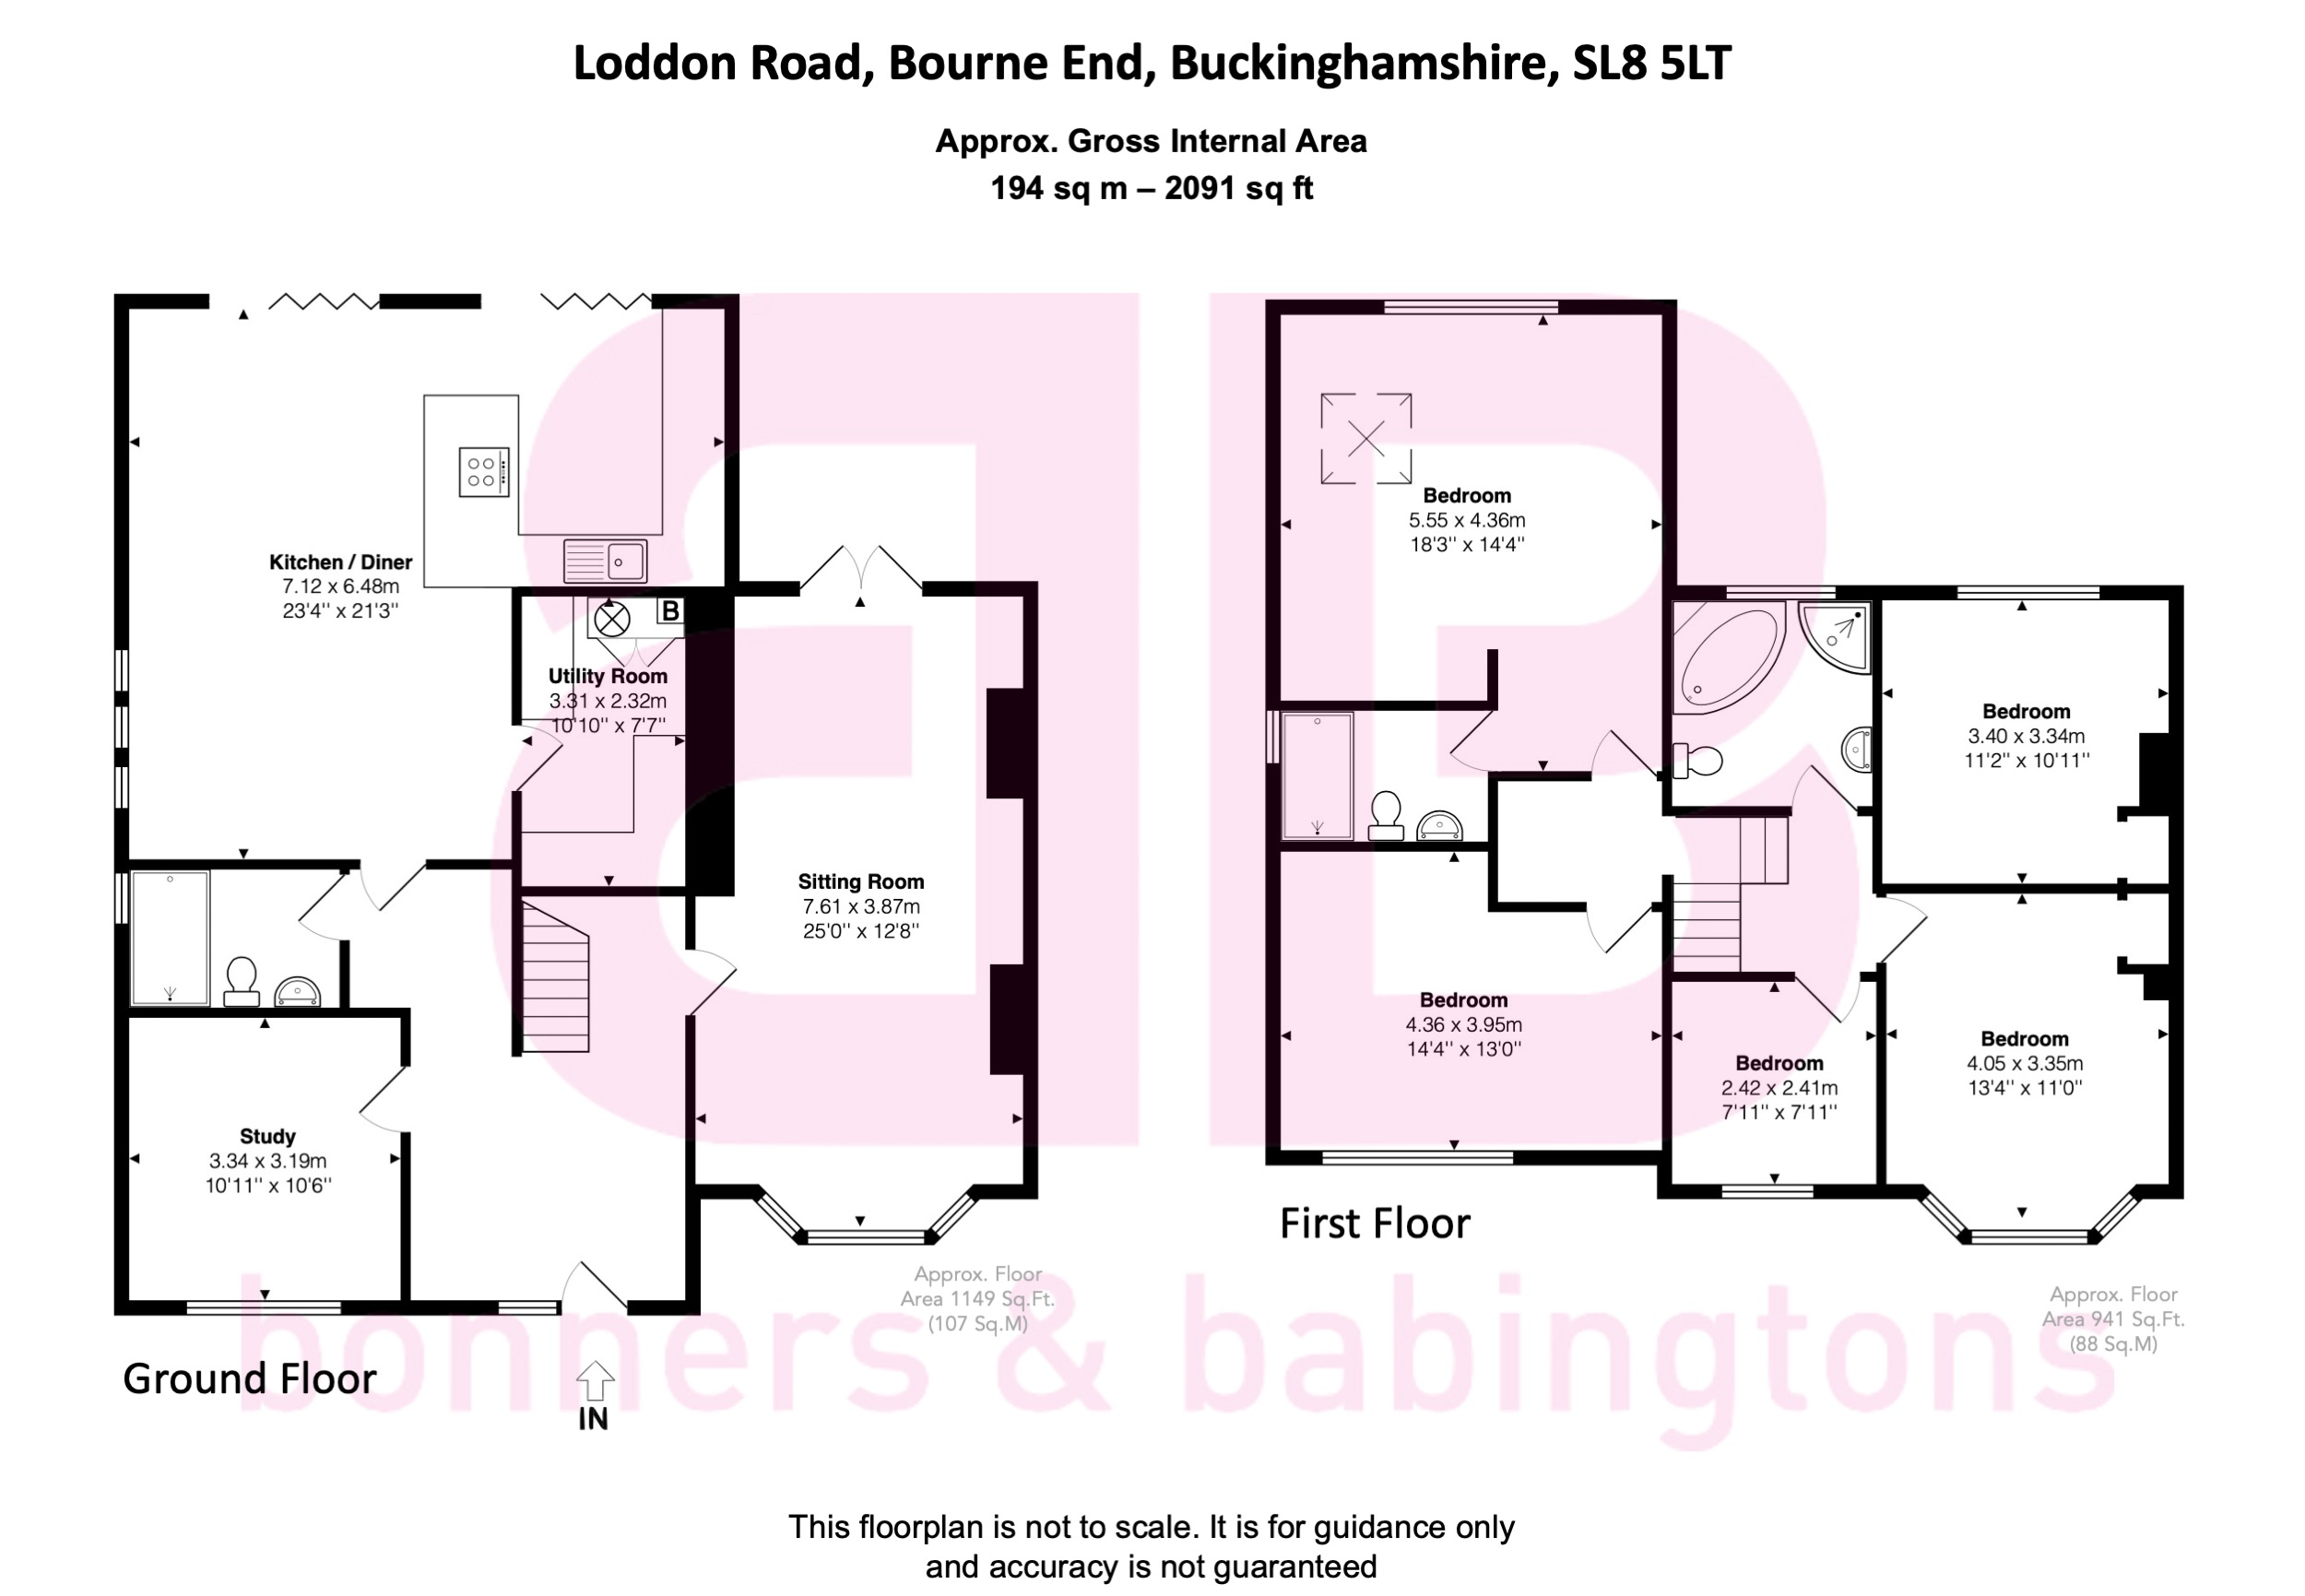 Loddon Road, Bourne End, Buckinghamshire, SL8 5LT
Approx. Gross Internal Area
194 sq m – 2091 sq ft
Kitchen / Diner
7.12 x 6.48m
23'4" x 21'3"
B
Utility Room
3.31 x 2.32m
10'10" x 7'7"
Sitting Room
7.61 x 3.87m
25'0" x 12'8"
Study
3.34 x 3.19m
10'11" x 10'6"
Approx. Floor
Area 1149 Sq.Ft.
(107 Sq.M)
Ground Floor
IN
Bedroom
5.55 x 4.36m
18'3" x 14'4"
Bedroom
3.40 x 3.34m
11'2" x 10'11"
Bedroom
4.36 x 3.95m
14'4" x 13'0"
Bedroom
2.42 x 2.41m
7'11" x 7'11"
Bedroom
4.05 x 3.35m
13'4" x 11'0"
First Floor
Approx. Floor
Area 941 Sq.Ft.
(88 Sq.M)
bonners & babingtons
This floorplan is not to scale. It is for guidance only
and accuracy is not guaranteed